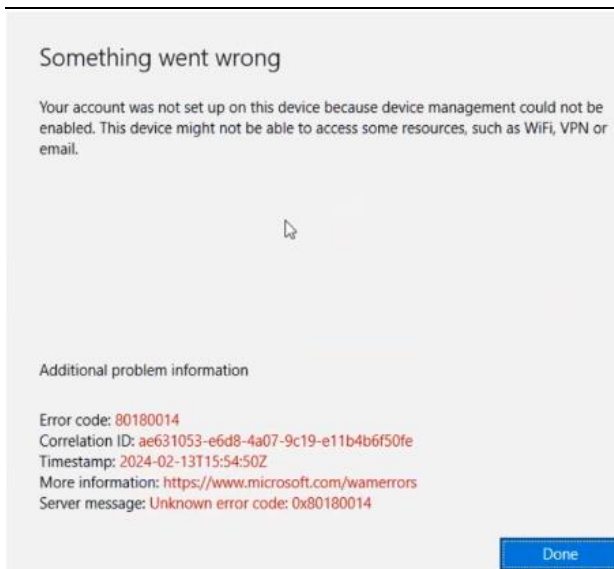 Something went wrong
Your account was not set up on this device because device management could not be
enabled. This device might not be able to access some resources, such as WiFi, VPN or
email.
Additional problem information
Error code: 80180014
Correlation ID: ae631053-e6d8-4a07-9c19-e11b4b6f50fe
Timestamp: 2024-02-13T15:54:50Z
More information: https://www.microsoft.com/wamerrors
Server message: Unknown error code: 0x80180014
Done